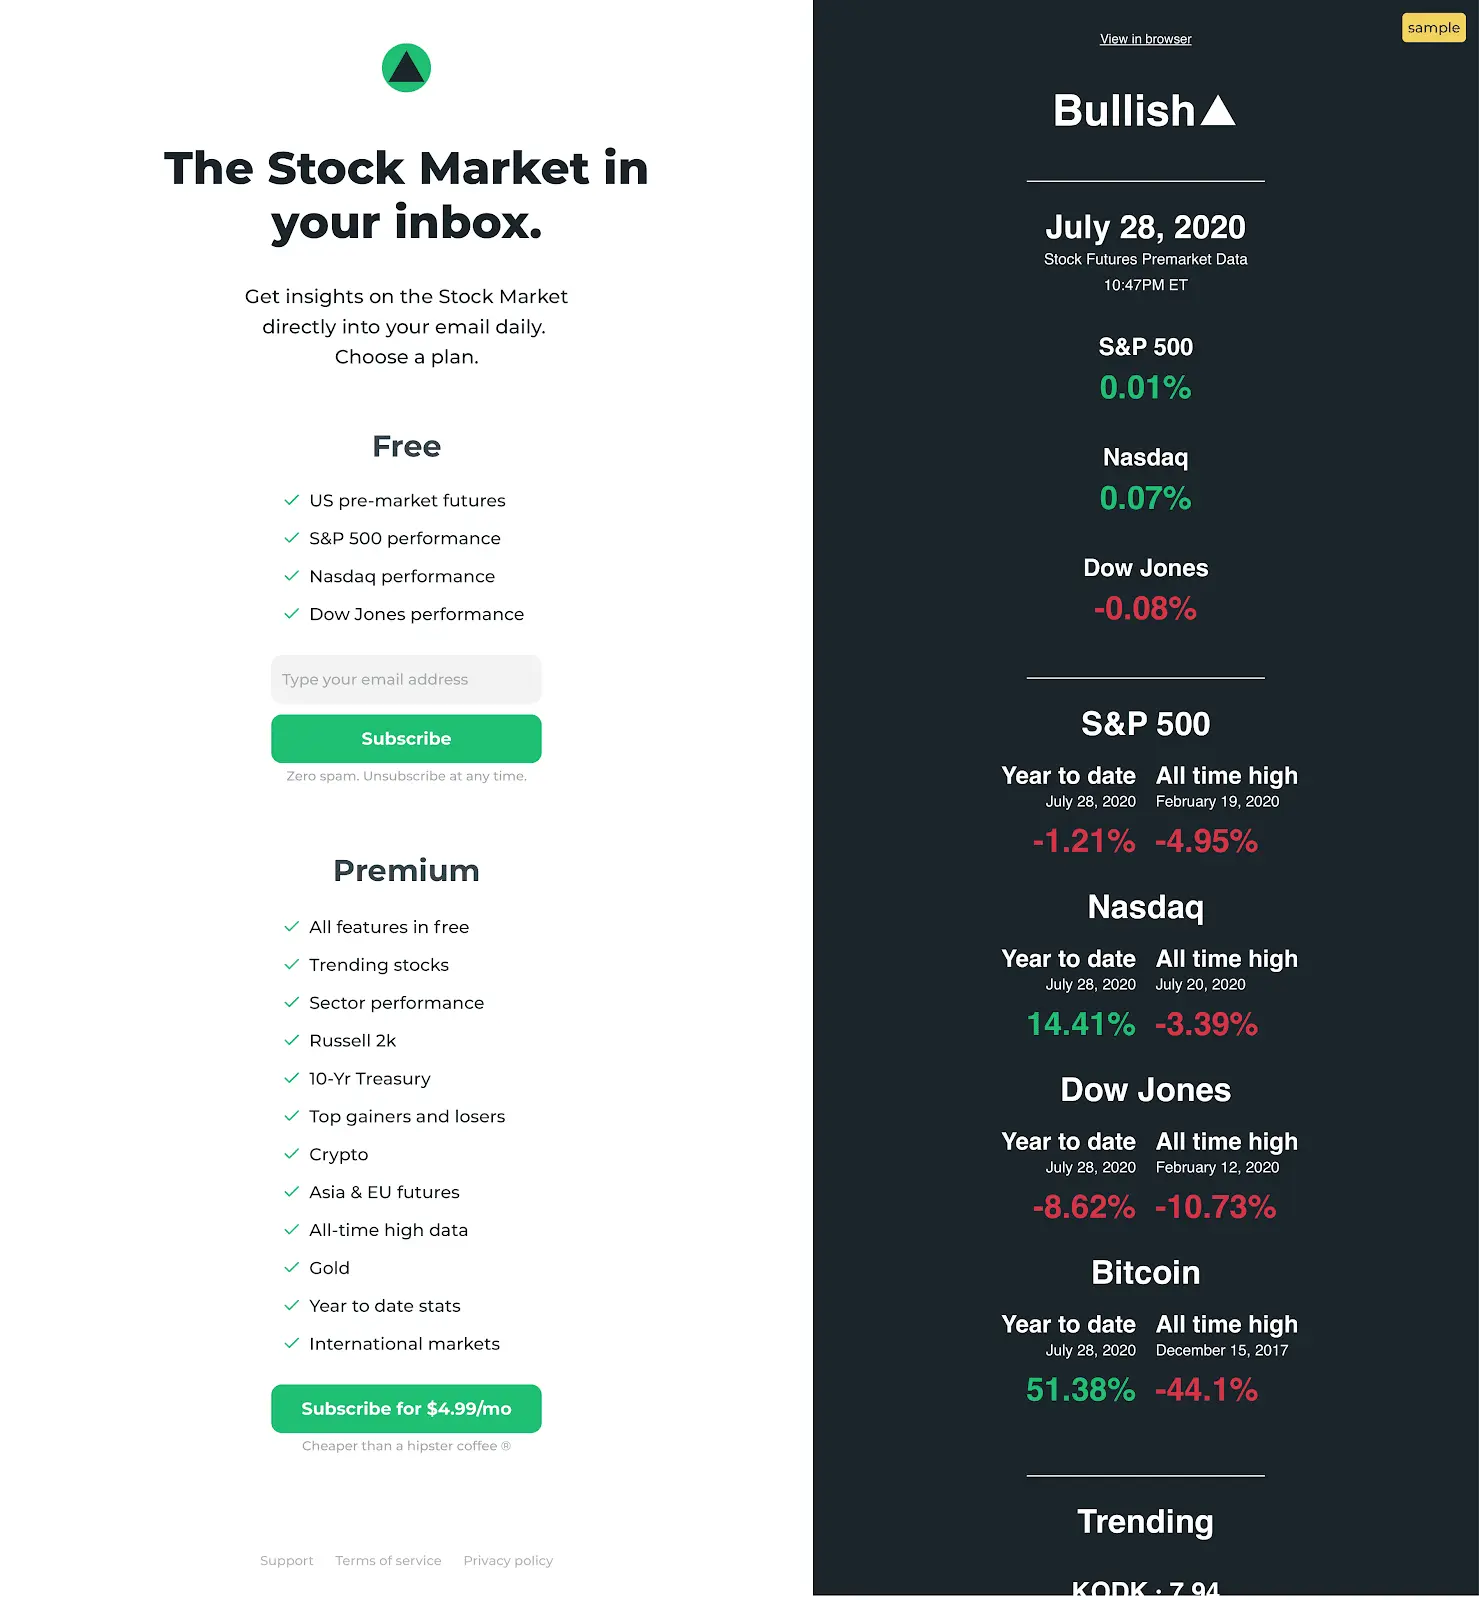 The Stock Market in
your inbox.
Get insights on the Stock Market
directly into your email daily.
Choose a plan.
Free
US pre-market futures
S&P 500 performance
Nasdaq performance
Dow Jones performance
Type your email address
Subscribe
Zero spam. Unsubscribe at any time.
Premium
All features in free
Trending stocks
Sector performance
Russell 2k
10-Yr Treasury
Top gainers and losers
Crypto
Asia & EU futures
All-time high data
Gold
Year to date stats
International markets
Subscribe for $4.99/mo
Cheaper than a hipster coffee ®
Support Terms of service Privacy policy
sample
View in browser
Bullish
July 28, 2020
Stock Futures Premarket Data
10:47PM ET
S&P 500
0.01%
Nasdaq
0.07%
Dow Jones
-0.08%
S&P 500
Year to date All time high
July 28, 2020 February 19, 2020
-1.21% -4.95%
Nasdaq
Year to date All time high
July 28, 2020 July 20, 2020
14.41% -3.39%
Dow Jones
Year to date All time high
July 28, 2020 February 12, 2020
-8.62% -10.73%
Bitcoin
Year to date All time high
July 28, 2020 December 15, 2017
51.38% -44.1%
Trending
KODK · 7.94